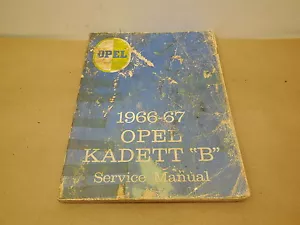 OPEL
1966-67
OPEL
KADETT "B"
Service Manual